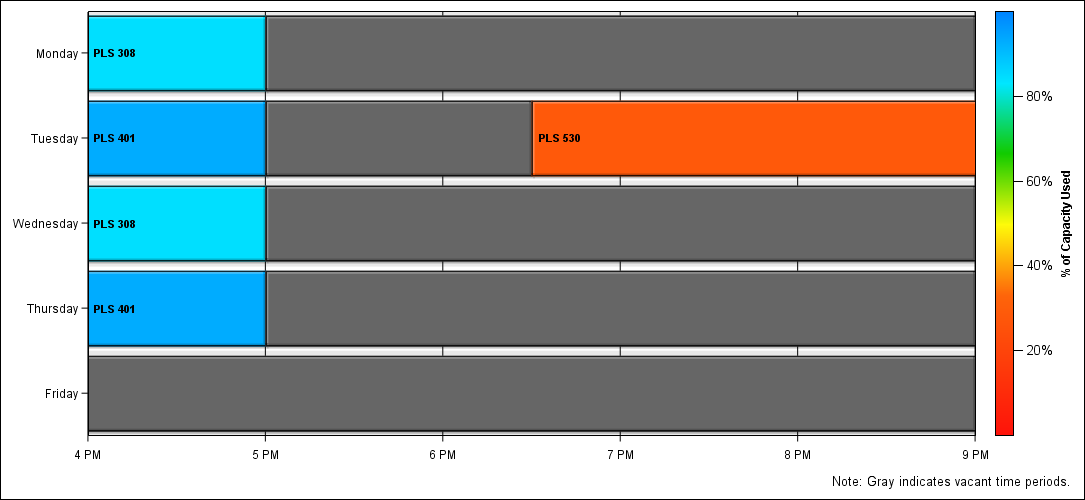 Monday
PLS 308
Tuesday
PLS 401
PLS 530
Wednesday
PLS 308
Thursday
PLS 401
Friday
4 PM
5 PM
6 PM
7 PM
8 PM
9 PM
80%
60%
40%
20%
% of Capacity Used
Note: Gray indicates vacant time periods.